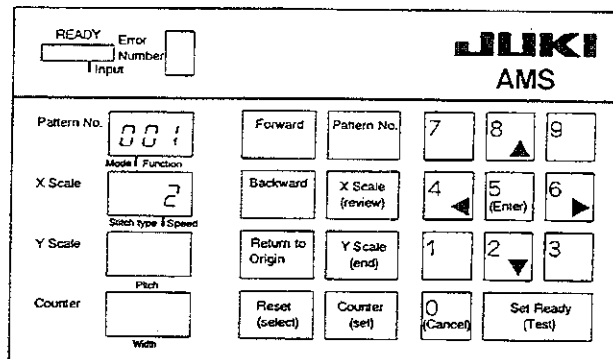 READY Error
Number
Input
JUKI
AMS
Pattern No. 001 Forward Pattern No. 7 8 9
Mode Function
X Scale 2 Backward X Scale 4 5 6
(review) (Enter)
Stitch type Speed
Y Scale Return to Y Scale 1 2 3
Origin (end)
Pitch
Counter Reset Counter 0 Set Ready
(select) (set) (Cancel) (Test)
Width